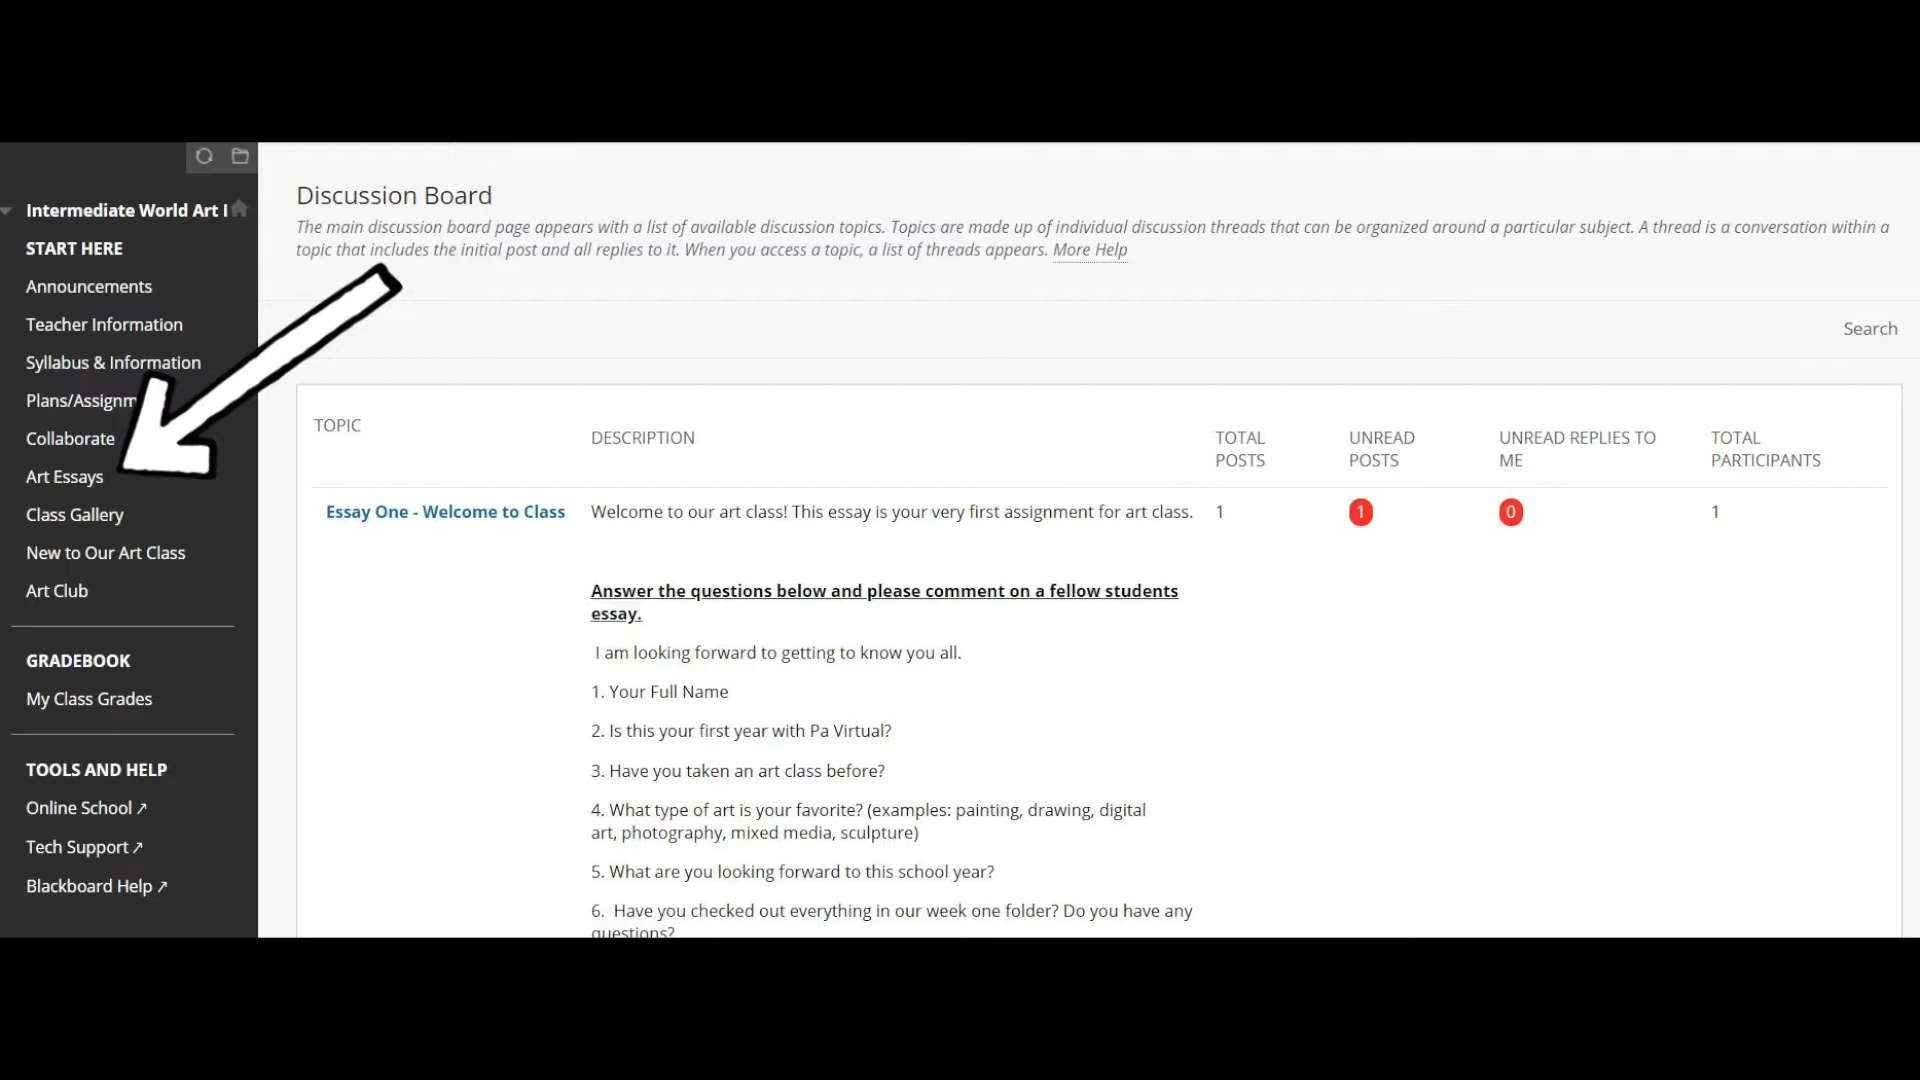 Intermediate World Art I
START HERE
Announcements
Teacher Information
Syllabus & Information
Collaborate
Art Essays
Class Gallery
New to Our Art Class
Art Club
GRADEBOOK
My Class Grades
TOOLS AND HELP
Online School
Tech Support
Blackboard Help
Discussion Board
The main discussion board page appears with a list of available discussion topics. Topics are made up of individual discussion threads that can be organized around a particular subject. A thread is a conversation within a
topic that includes the initial post and all replies to it. When you access a topic, a list of threads appears. More Help
Search
TOPIC
DESCRIPTION
TOTAL
POSTS
UNREAD
POSTS
UNREAD REPLIES TO
ME
TOTAL
PARTICIPANTS
Essay One - Welcome to Class
Welcome to our art class! This essay is your very first assignment for art class.
1
1
0
1
Answer the questions below and please comment on a fellow students
essay.
I am looking forward to getting to know you all.
1. Your Full Name
2. Is this your first year with Pa Virtual?
3. Have you taken an art class before?
4. What type of art is your favorite? (examples: painting, drawing, digital
art, photography, mixed media, sculpture)
5. What are you looking forward to this school year?
6. Have you checked out everything in our week one folder? Do you have any
questions?